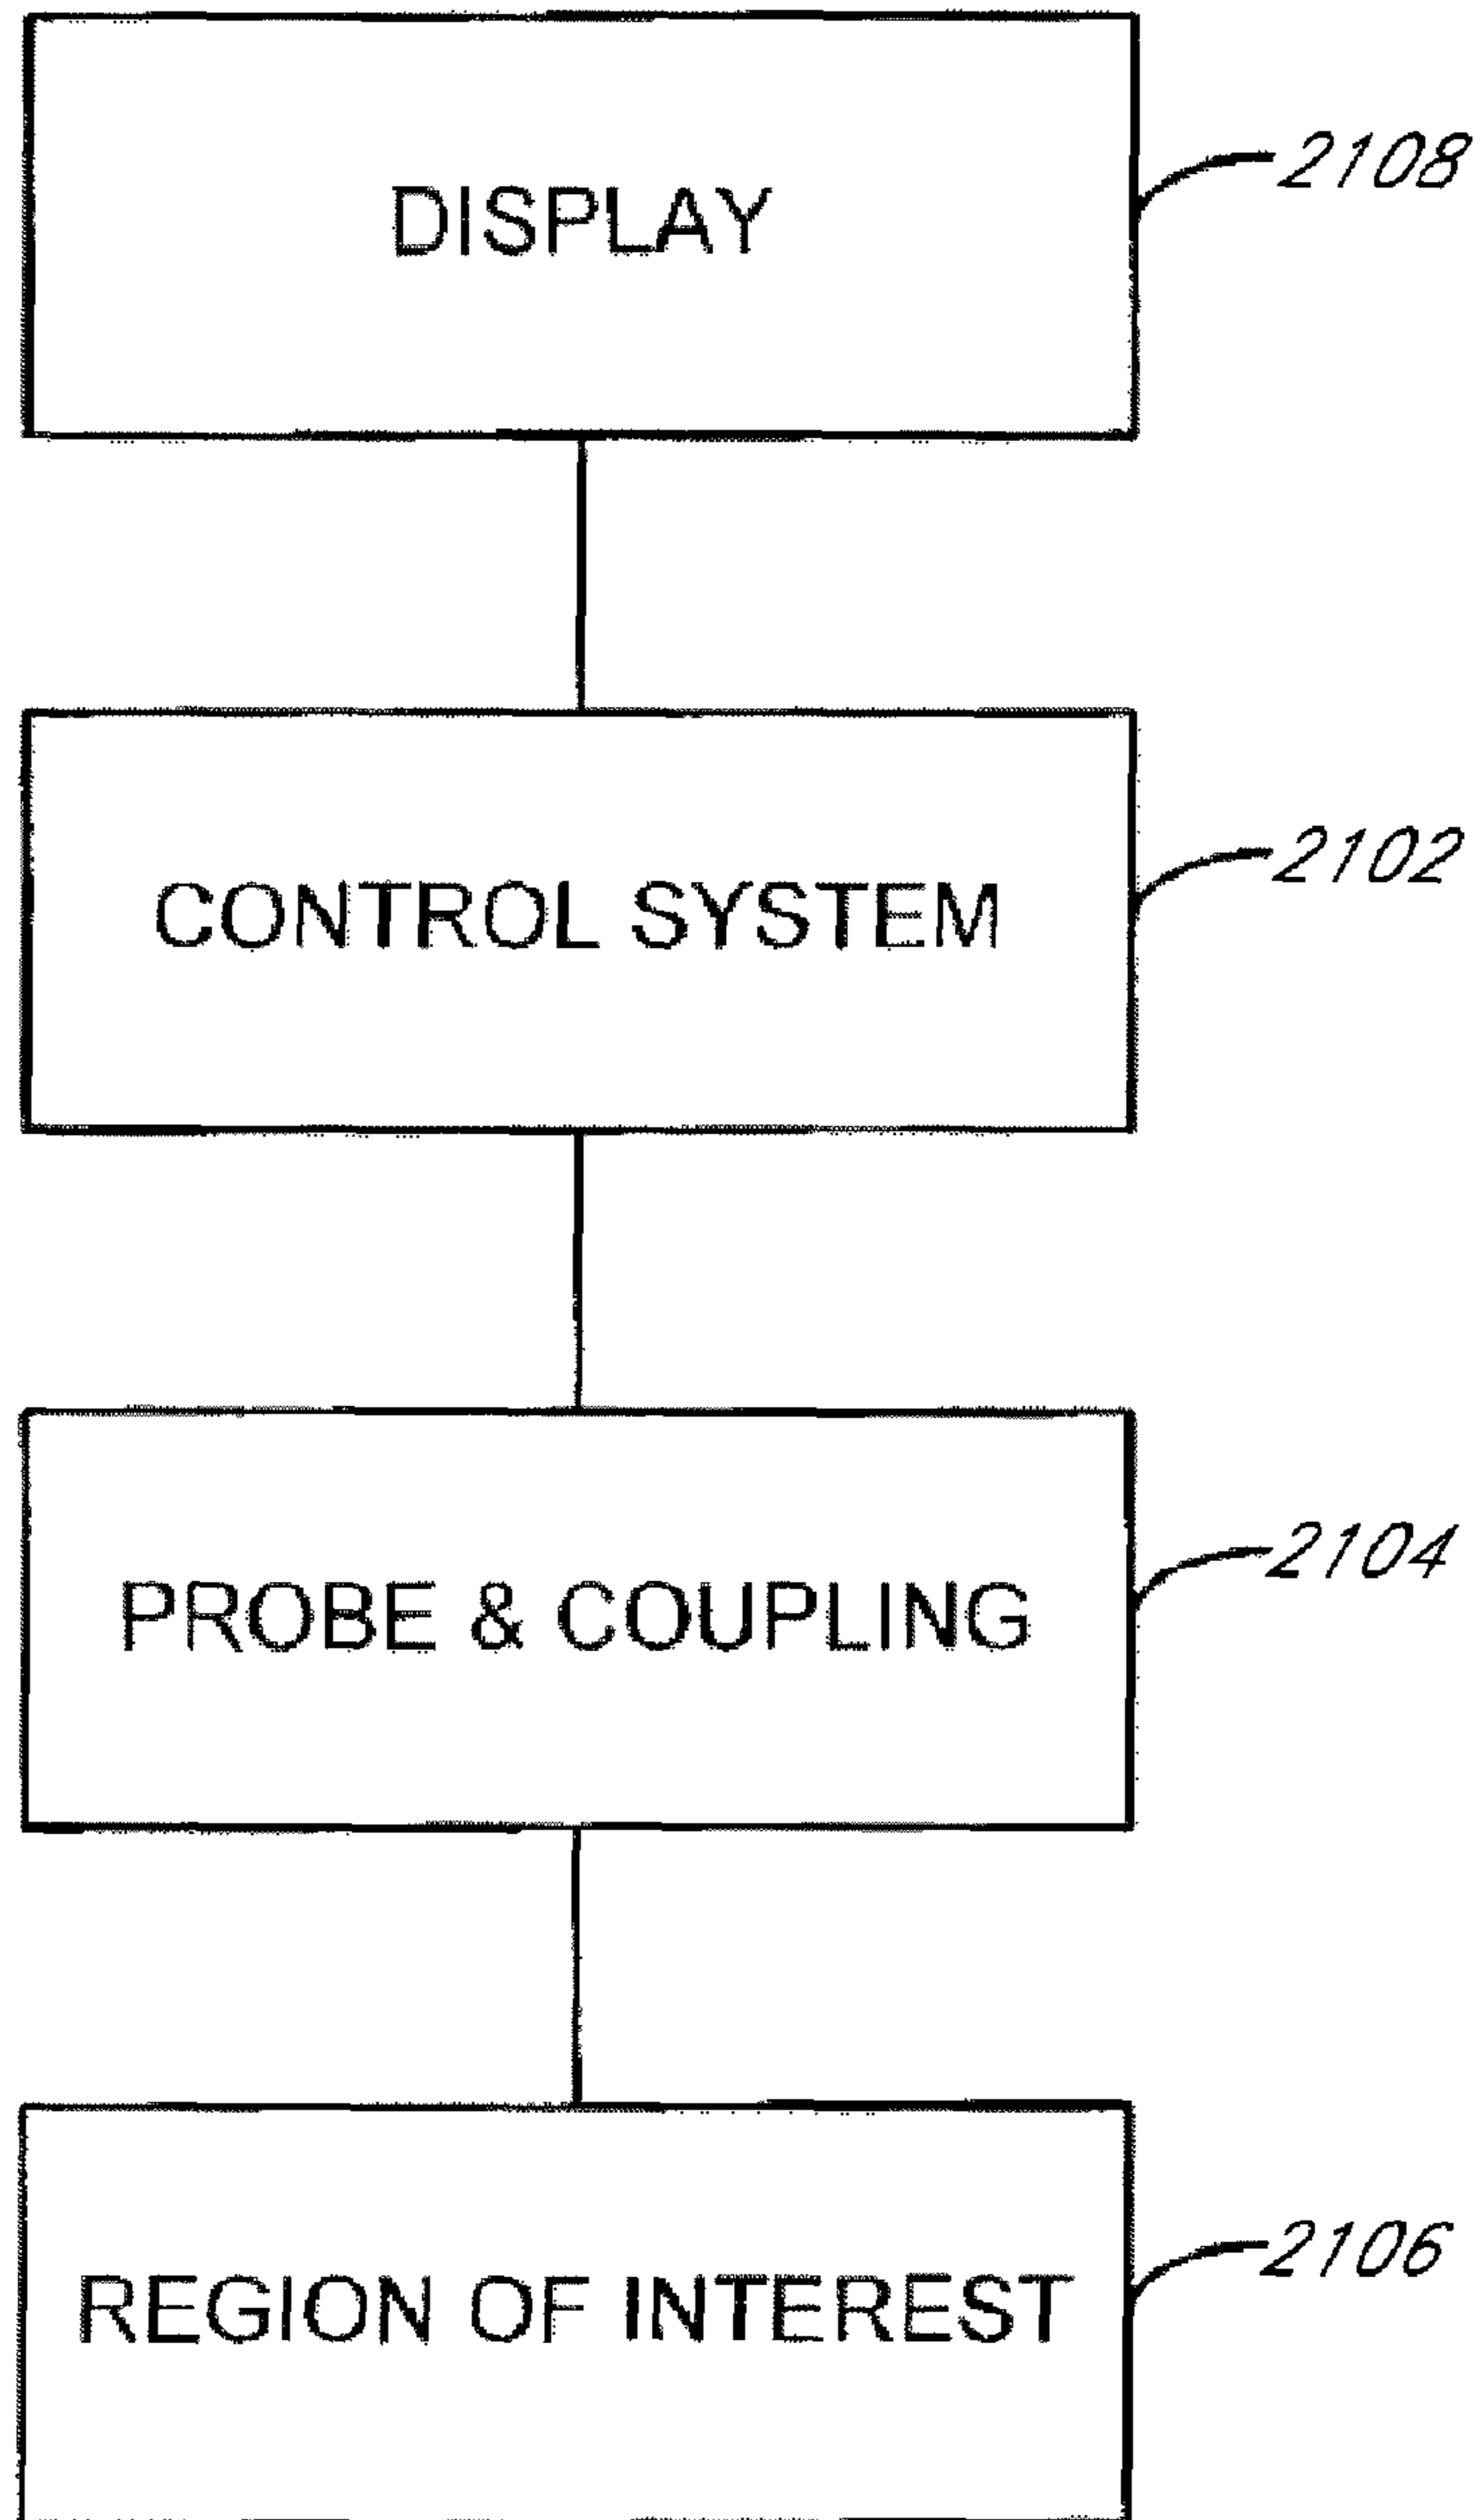 DISPLAY
2108
CONTROL SYSTEM
2102
PROBE & COUPLING
2104
REGION OF INTEREST
2106